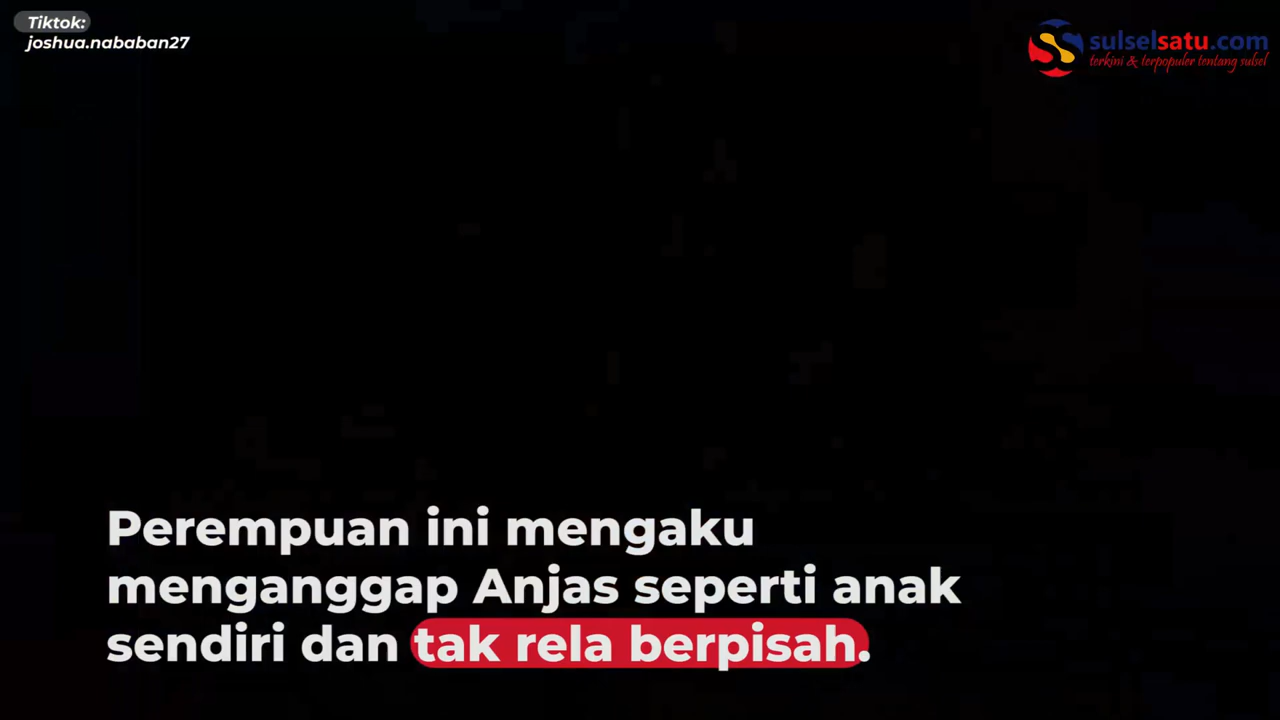 Tiktok:
joshua.nababan27
sulselsatu.com
terkini & terpopuler tentang sulsel
Perempuan ini mengaku
menganggap Anjas seperti anak
sendiri dan tak rela berpisah.